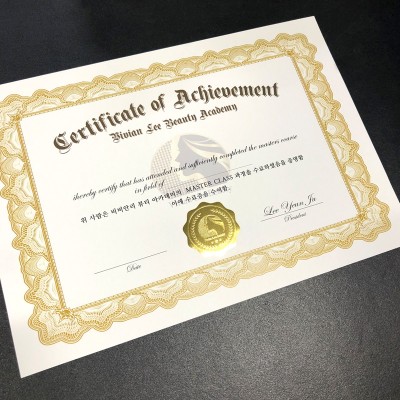 Certificate of Achievement
Vivian Lee Beauty Academy
thereby certify that has attended and sufficiently completed the masters course
in field of
위 사람은 비비안리 뷰티 아카데미의 MASTER CLASS 과정을 수료하였음을 증명함
이에 수료증을 수여함.
Lee Yeun Ju
President
Date